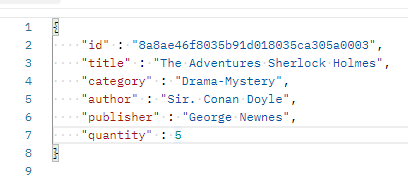 1 {
2 "id" : "8a8ae46f8035b91d018035ca305a0003",
3 "title" : "The Adventures Sherlock Holmes",
4 "category" : "Drama-Mystery",
5 "author" : "Sir. Conan Doyle",
6 "publisher" : "George Newnes",
7 "quantity" : 5
8 }
9